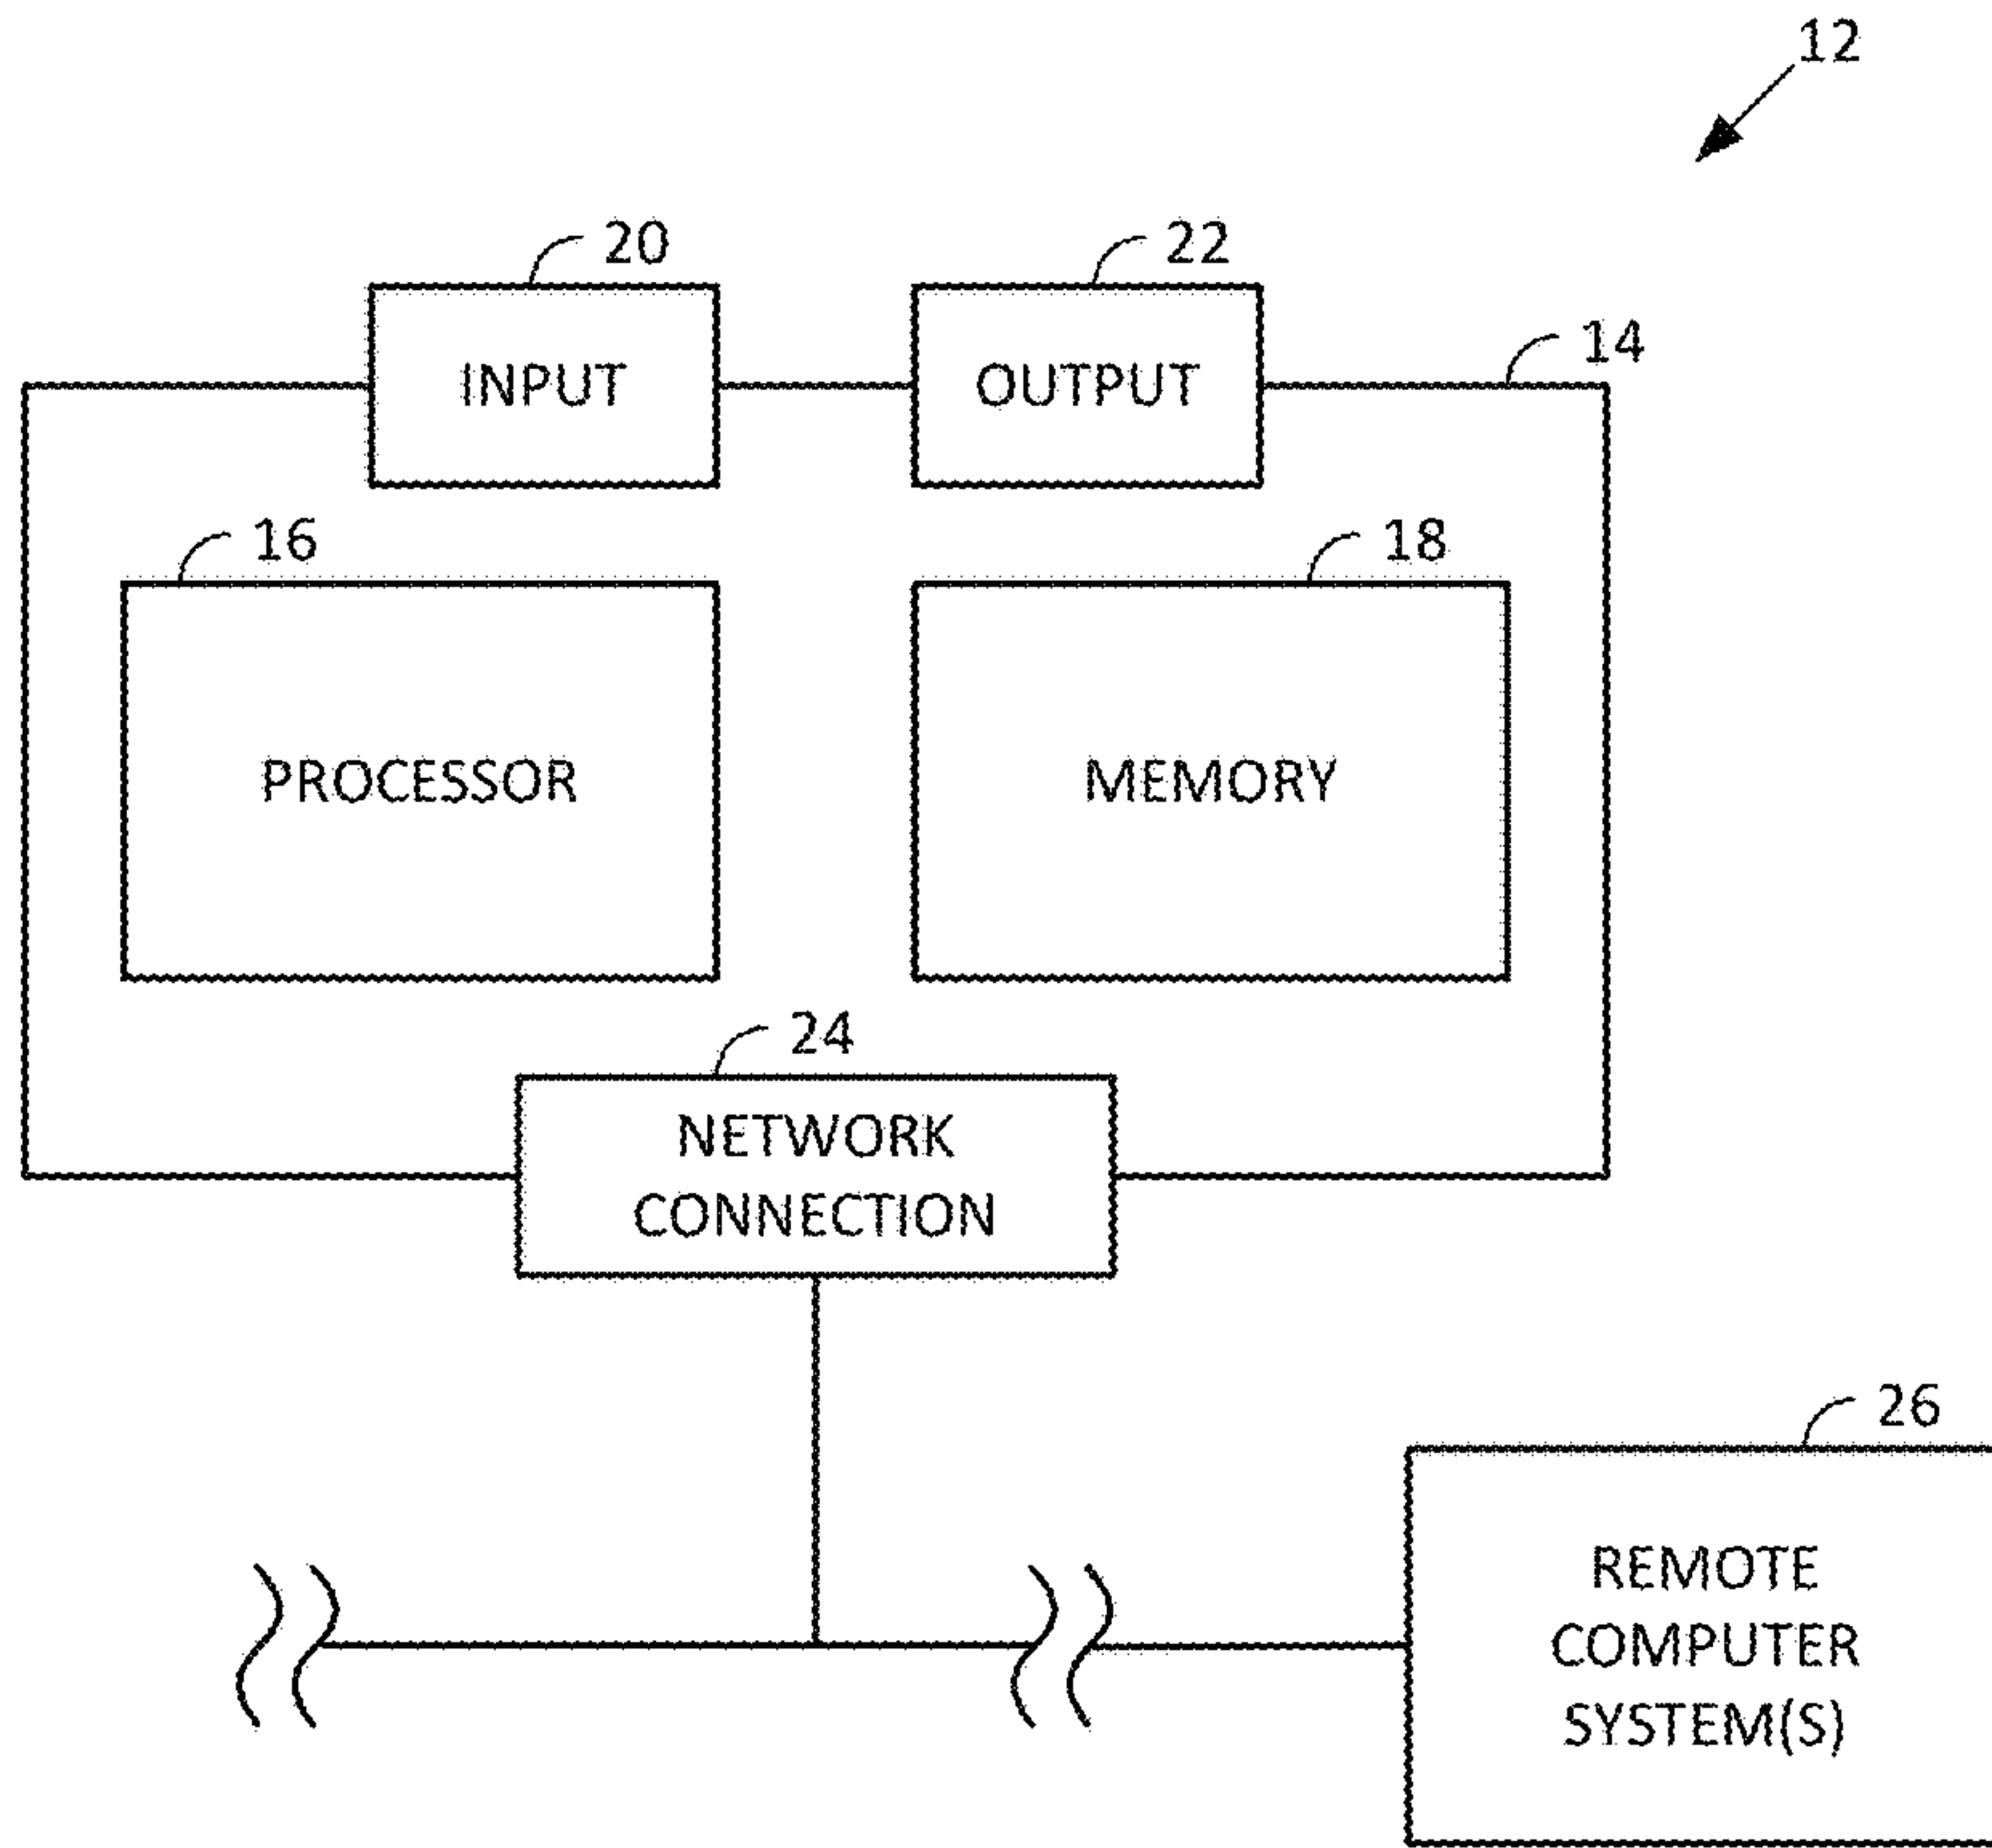 12
20
22
14
INPUT
OUTPUT
16
18
PROCESSOR
MEMORY
24
NETWORK
CONNECTION
26
REMOTE
COMPUTER
SYSTEM(S)